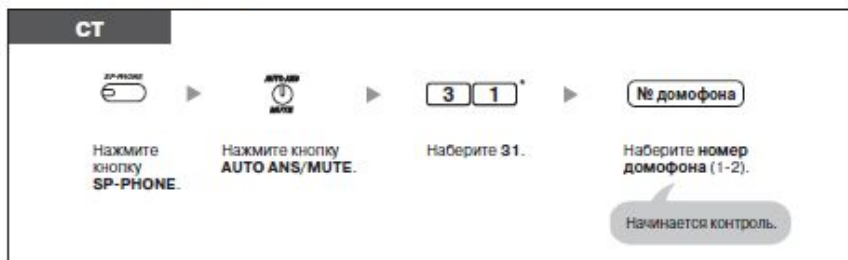 СТ
SP-PHONE
AUTO ANS
MUTE
3 1*
№ домофона
Нажмите
кнопку
SP-PHONE.
Нажмите кнопку
AUTO ANS/MUTE.
Наберите 31.
Наберите номер
домофона (1-2).
Начинается контроль.